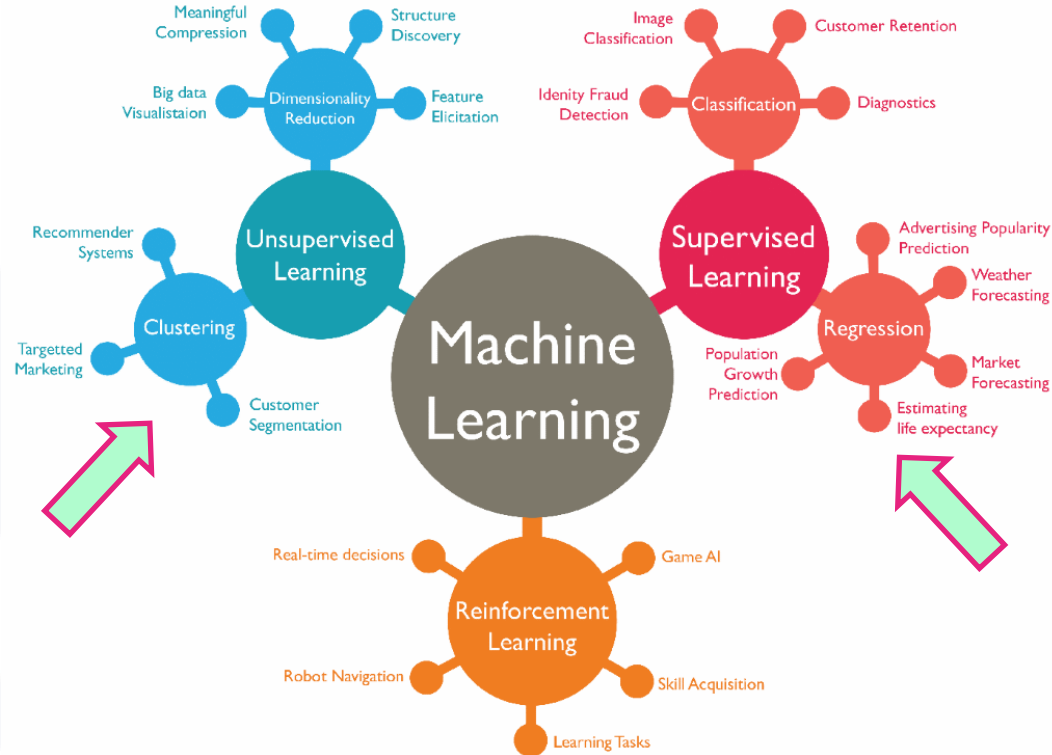 Meaningful
Compression
Structure
Discovery
Big data
Visualistaion
Dimensionality
Reduction
Feature
Elicitation
Image
Classification
Customer Retention
Idenity Fraud
Detection
Classification
Diagnostics
Recommender
Systems
Unsupervised
Learning
Clustering
Targetted
Marketing
Customer
Segmentation
Machine
Learning
Supervised
Learning
Advertising Popularity
Prediction
Weather
Forecasting
Regression
Population
Growth
Prediction
Market
Forecasting
Estimating
life expectancy
Real-time decisions
Game AI
Reinforcement
Learning
Robot Navigation
Skill Acquisition
Learning Tasks